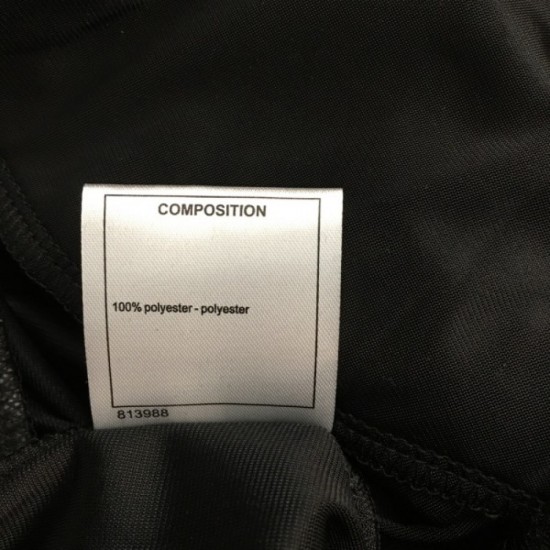 COMPOSITION
100% polyester - polyester
813988